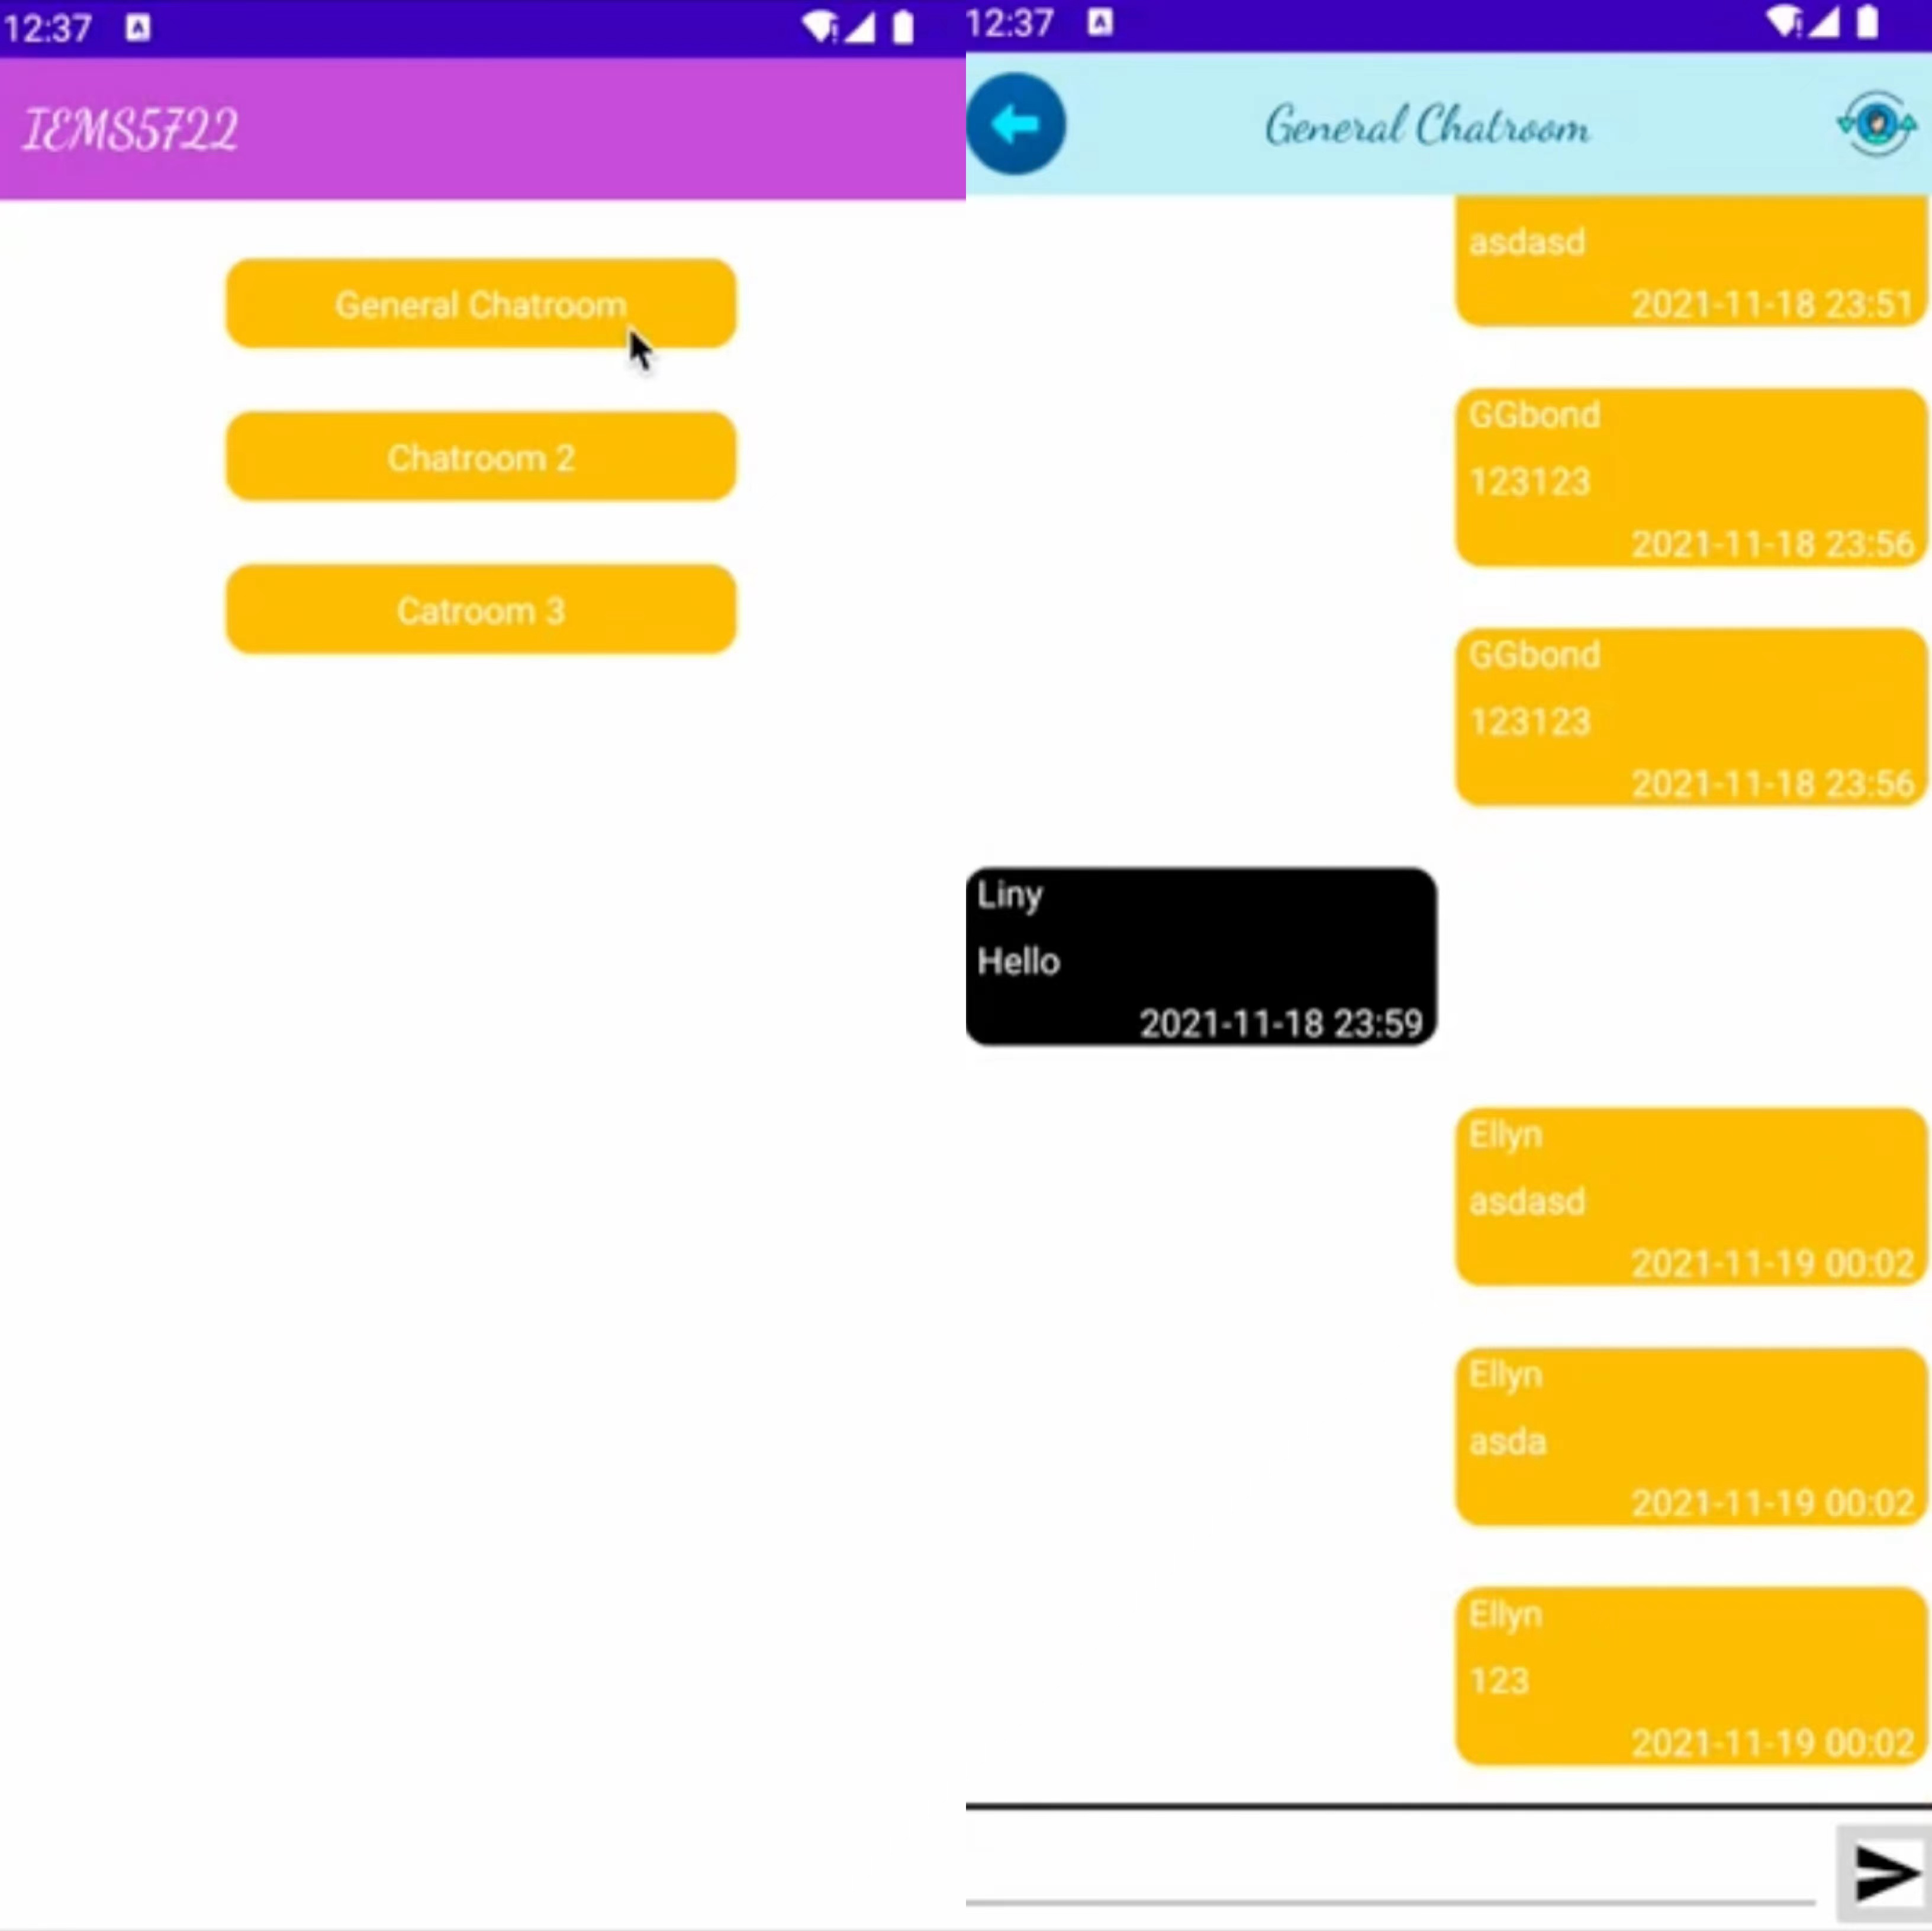 12:37
IEMS5722
General Chatroom
Chatroom 2
Catroom 3
12:37
General Chatroom
asdasd
2021-11-18 23:51
GGbond
123123
2021-11-18 23:56
GGbond
123123
2021-11-18 23:56
Liny
Hello
2021-11-18 23:59
Ellyn
asdasd
2021-11-19 00:02
Ellyn
asda
2021-11-19 00:02
Ellyn
123
2021-11-19 00:02